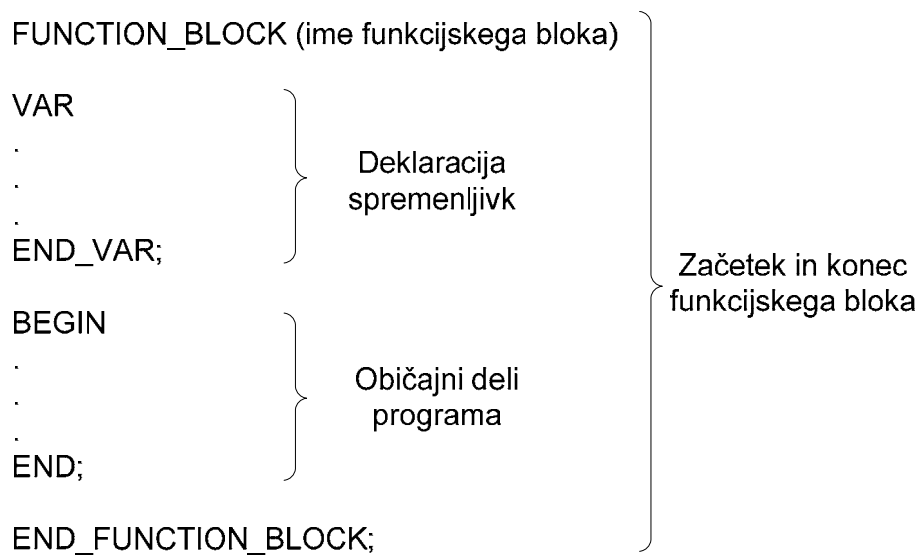 FUNCTION_BLOCK (ime funkcijskega bloka)
VAR
.
.
.
END_VAR;
Deklaracija
spremenljivk
BEGIN
.
.
.
END;
Običajni deli
programa
END_FUNCTION_BLOCK;
Začetek in konec
funkcijskega bloka